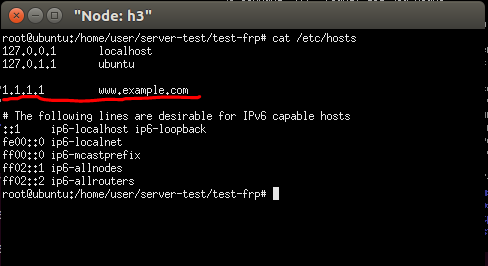 "Node: h3"
root@ubuntu:/home/user/server-test/test-frp# cat /etc/hosts
127.0.0.1 localhost
127.0.1.1 ubuntu
1.1.1.1 www.example.com
# The following lines are desirable for IPv6 capable hosts
::1 ip6-localhost ip6-loopback
fe00::0 ip6-localnet
ff00::0 ip6-mcastprefix
ff02::1 ip6-allnodes
ff02::2 ip6-allrouters
root@ubuntu:/home/user/server-test/test-frp#